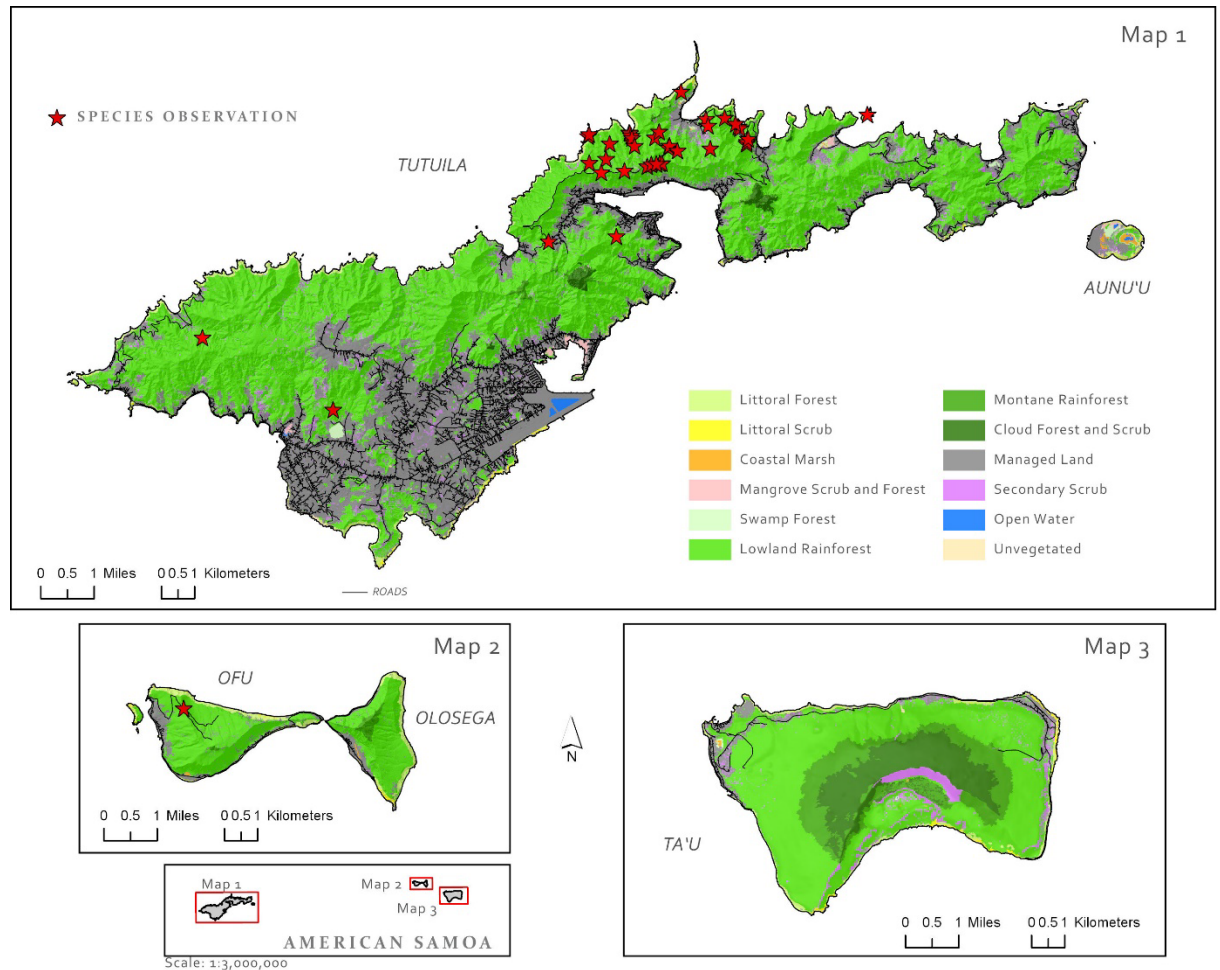 Map 1
SPECIES OBSERVATION
TUTUILA
AUNU'U
Littoral Forest
Littoral Scrub
Coastal Marsh
Mangrove Scrub and Forest
Swamp Forest
Lowland Rainforest
Montane Rainforest
Cloud Forest and Scrub
Managed Land
Secondary Scrub
Open Water
Unvegetated
0 0.5 1 Miles
0 0.5 1 Kilometers
ROADS
Map 2
OFU
OLOSEGA
0 0.5 1 Miles
0 0.5 1 Kilometers
N
Map 3
TA'U
0 0.5 1 Miles
0 0.5 1 Kilometers
Map 1
Map 2
Map 3
AMERICAN SAMOA
Scale: 1:3,000,000